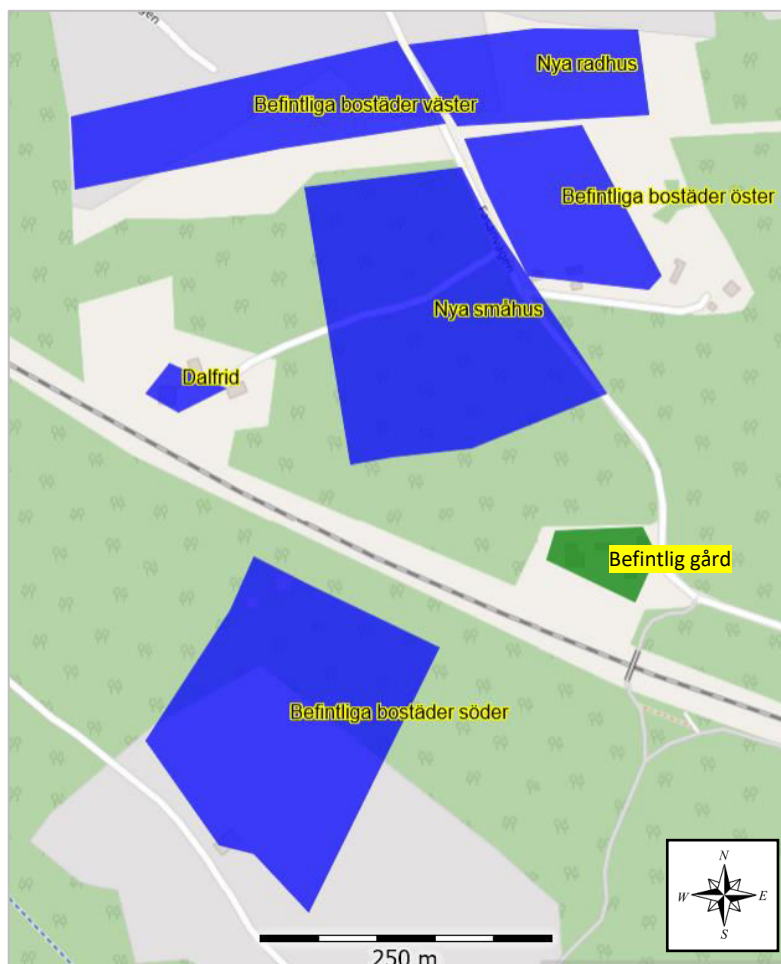 Nya radhus
Befintliga bostäder väster
Befintliga bostäder öster
Nya småhus
Dalfrid
Befintlig gård
Befintliga bostäder söder
N
W E
S
250 m